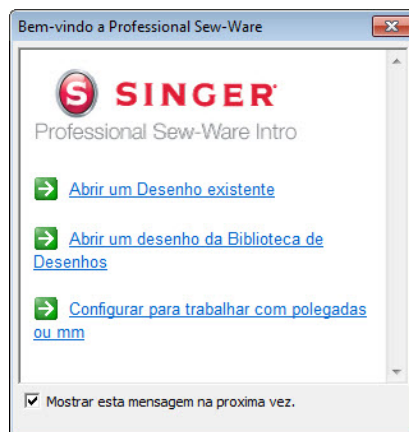 Bem-vindo a Professional Sew-Ware
S SINGER
Professional Sew-Ware Intro
Abrir um Desenho existente
Abrir um desenho da Biblioteca de
Desenhos
Configurar para trabalhar com polegadas
ou mm
Mostrar esta mensagem na proxima vez.